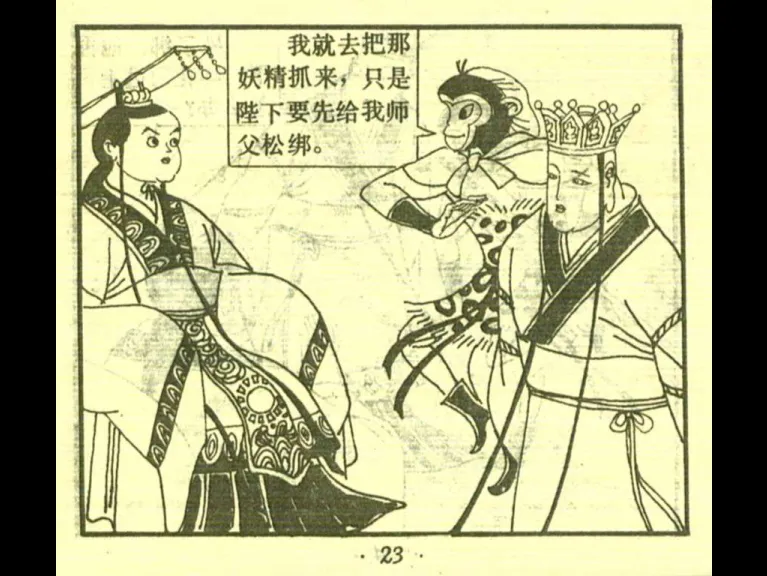 我就去把那
妖精抓来，只是
陛下要先给我师
父松绑。
· 23 ·